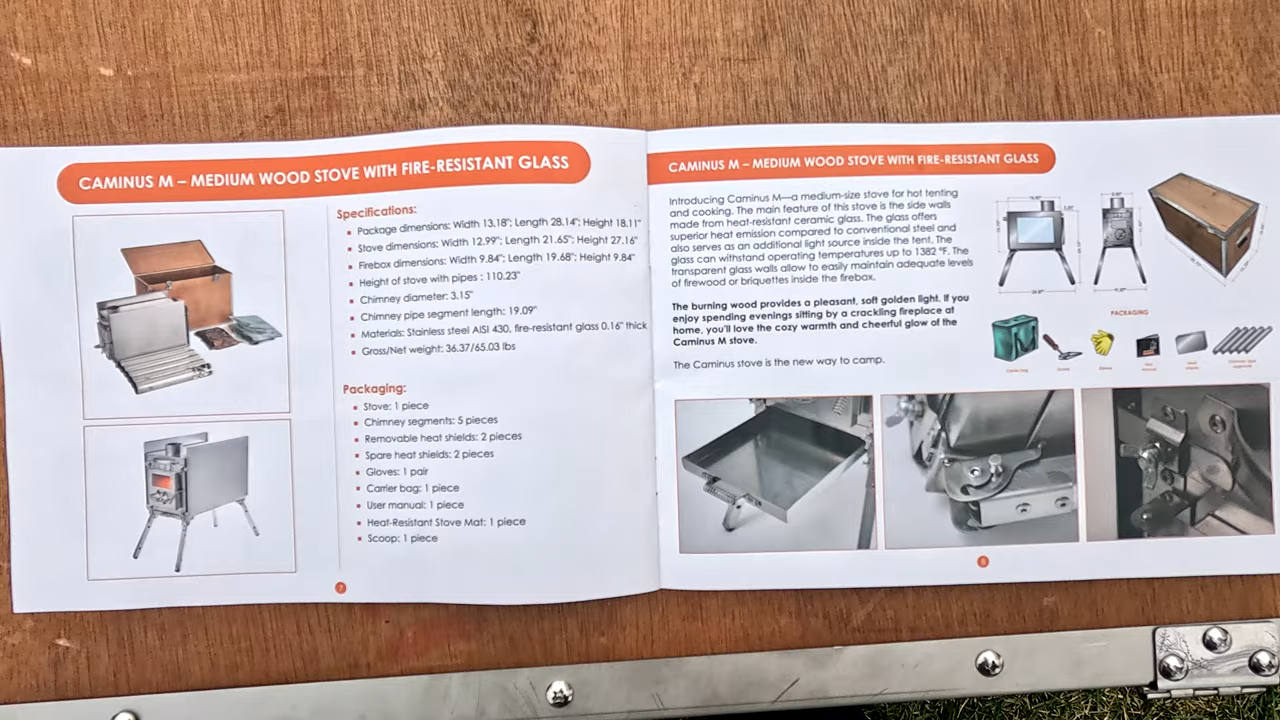 CAMINUS M – MEDIUM WOOD STOVE WITH FIRE-RESISTANT GLASS
Specifications:
Package dimensions: Width 13.18"; Length 28.14"; Height 18.11"
Stove dimensions: Width 12.99"; Length 21.65"; Height 27.16"
Firebox dimensions: Width 9.84"; Length 19.68"; Height 9.84"
Height of stove with pipes : 110.23"
Chimney diameter: 3.15"
Chimney pipe segment length: 19.09"
Materials: Stainless steel AISI 430, fire-resistant glass 0.16" thick
Gross/Net weight: 36.37/65.03 lbs
Packaging:
Stove: 1 piece
Chimney segments: 5 pieces
Removable heat shields: 2 pieces
Spare heat shields: 2 pieces
Gloves: 1 pair
Carrier bag: 1 piece
User manual: 1 piece
Heat-Resistant Stove Mat: 1 piece
Scoop: 1 piece
7
CAMINUS M – MEDIUM WOOD STOVE WITH FIRE-RESISTANT GLASS
Introducing Caminus M—a medium-size stove for hot tenting
and cooking. The main feature of this stove is the side walls
made from heat-resistant ceramic glass. The glass offers
superior heat emission compared to conventional steel and
also serves as an additional light source inside the tent. The
glass can withstand operating temperatures up to 1382 °F. The
transparent glass walls allow to easily maintain adequate levels
of firewood or briquettes inside the firebox.
The burning wood provides a pleasant, soft golden light. If you
enjoy spending evenings sitting by a crackling fireplace at
home, you'll love the cozy warmth and cheerful glow of the
Caminus M stove.
The Caminus stove is the new way to camp.
PACKAGING
Carrier bag
Scoop
Gloves
8